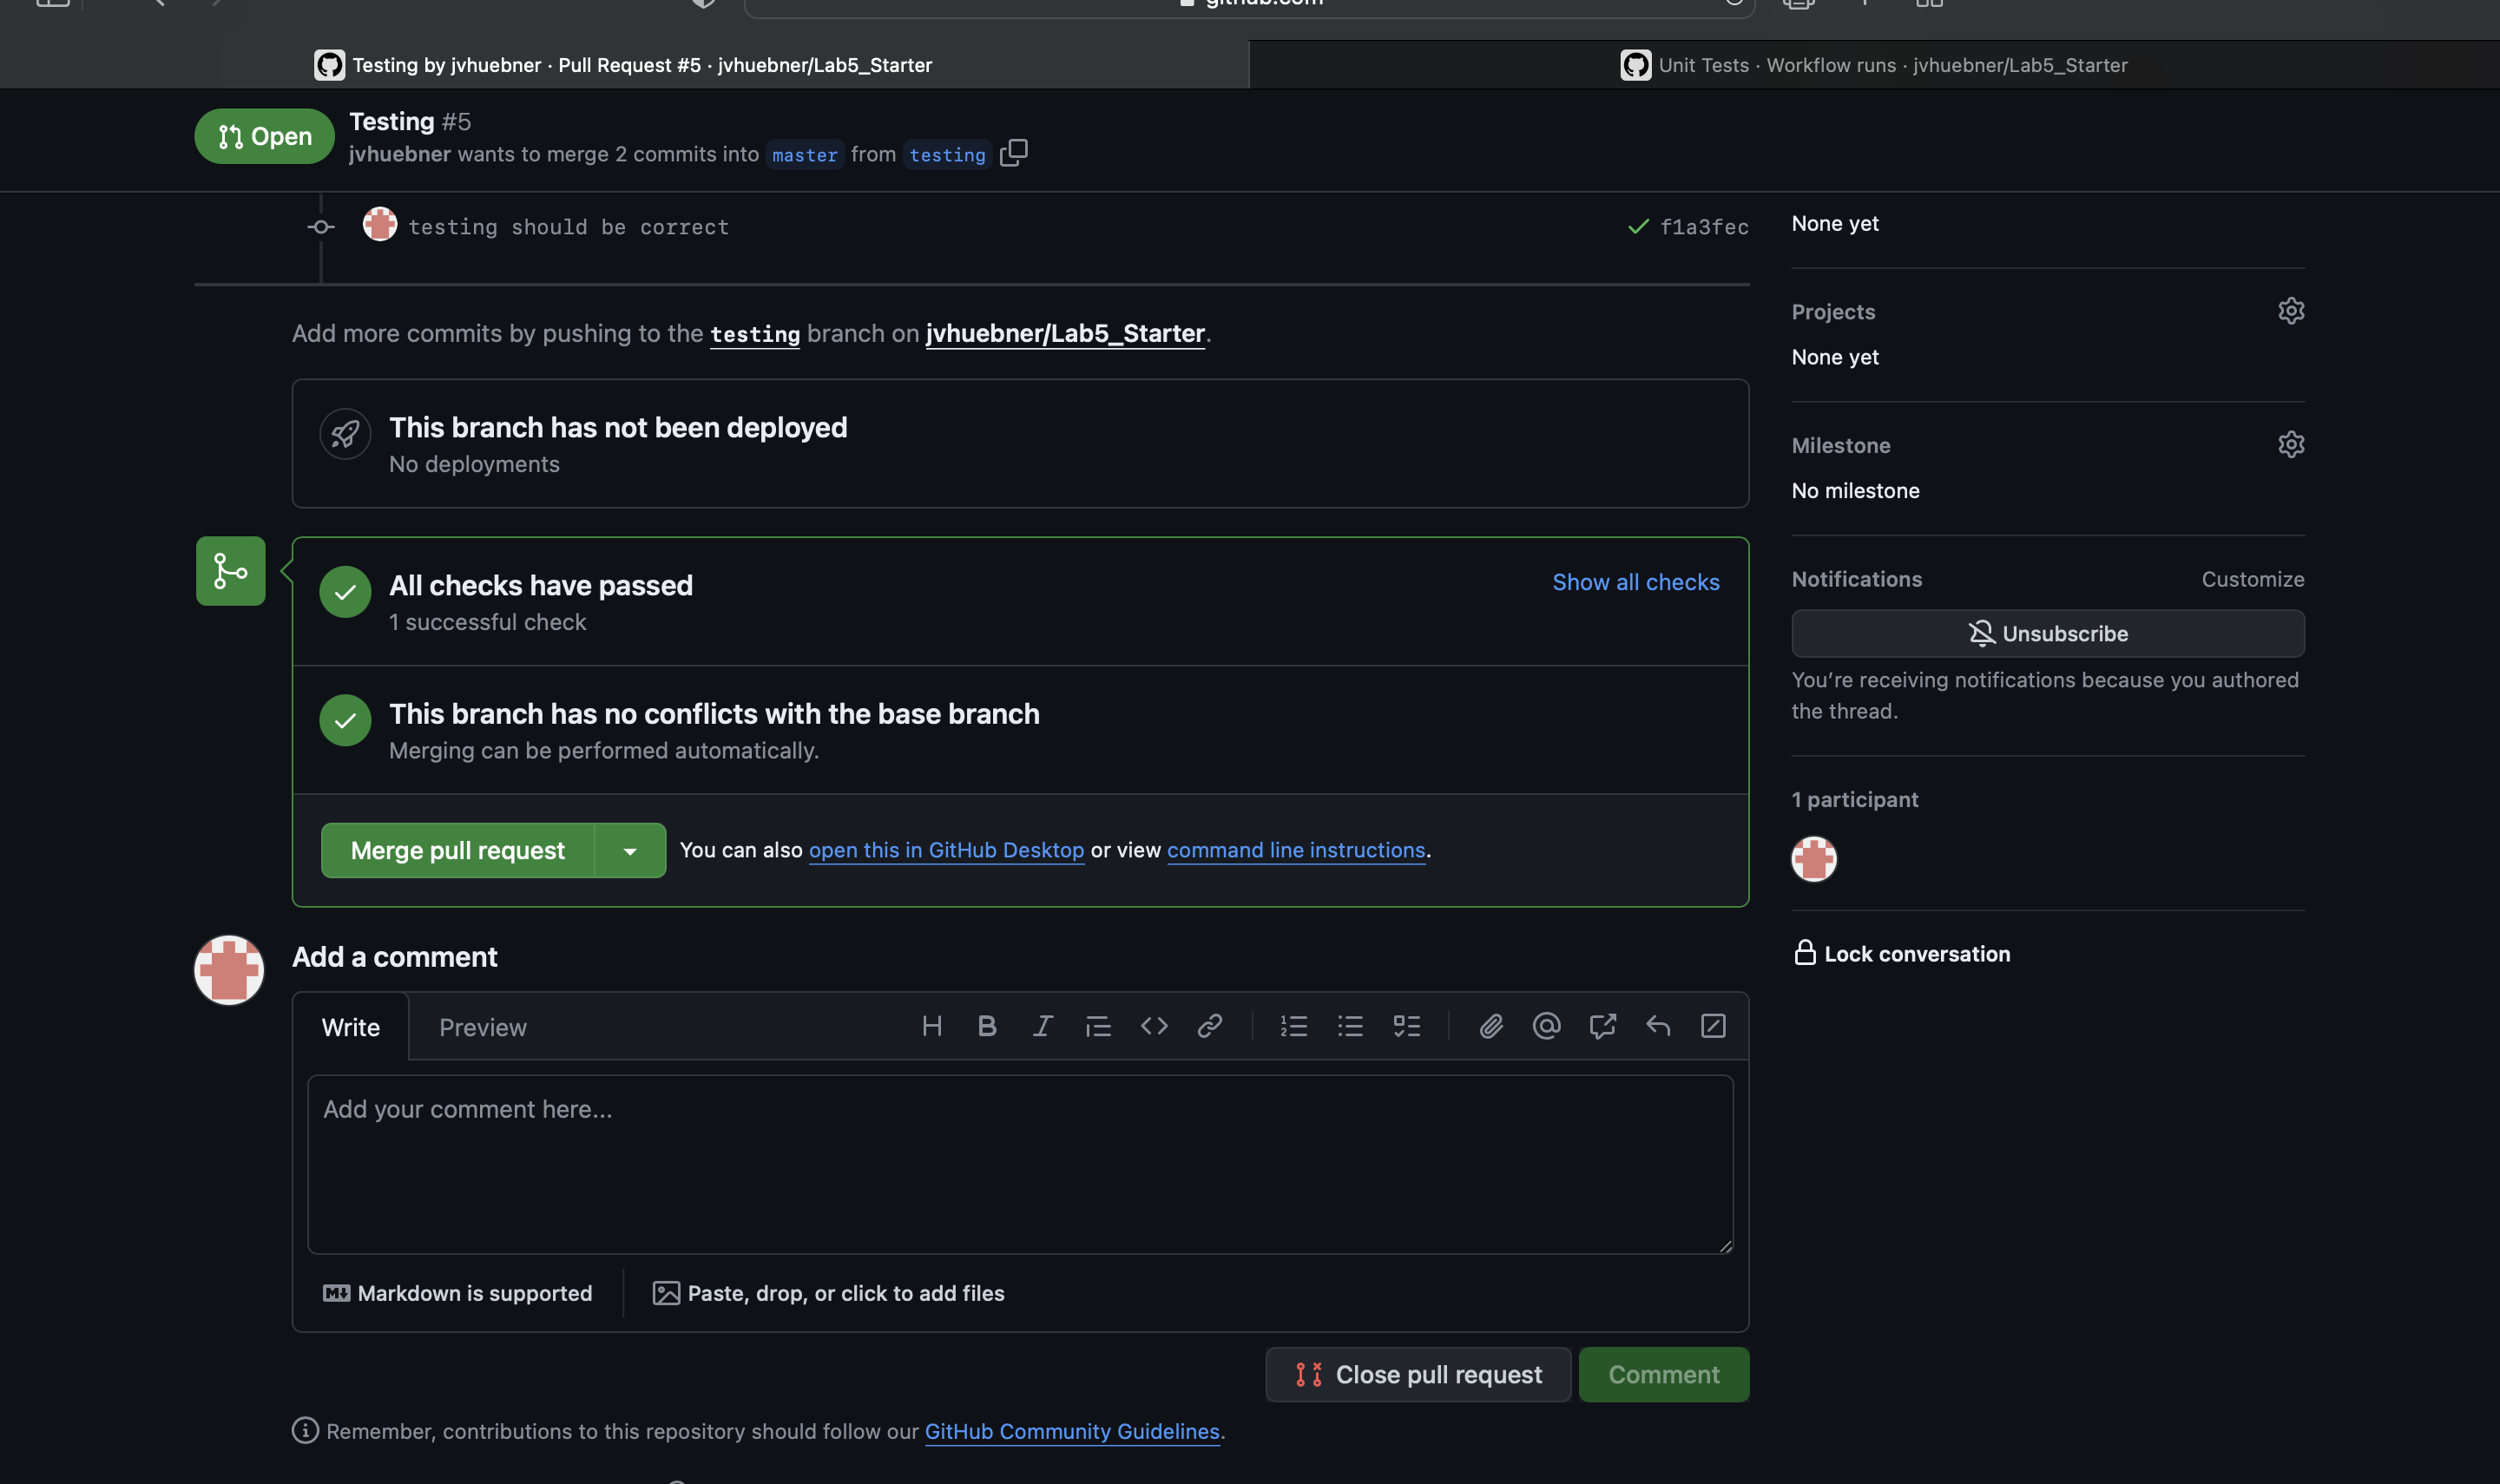 github.com
Testing by jvhuebner · Pull Request #5 · jvhuebner/Lab5_Starter
Unit Tests · Workflow runs · jvhuebner/Lab5_Starter
Open
Testing #5
jvhuebner wants to merge 2 commits into master from testing
testing should be correct
f1a3fec
None yet
Add more commits by pushing to the testing branch on jvhuebner/Lab5_Starter.
Projects
None yet
This branch has not been deployed
No deployments
Milestone
No milestone
All checks have passed
1 successful check
Show all checks
This branch has no conflicts with the base branch
Merging can be performed automatically.
Merge pull request
You can also open this in GitHub Desktop or view command line instructions.
Notifications
Customize
Unsubscribe
You're receiving notifications because you authored
the thread.
1 participant
Lock conversation
Add a comment
Write
Preview
Add your comment here...
Markdown is supported
Paste, drop, or click to add files
Close pull request
Comment
Remember, contributions to this repository should follow our GitHub Community Guidelines.